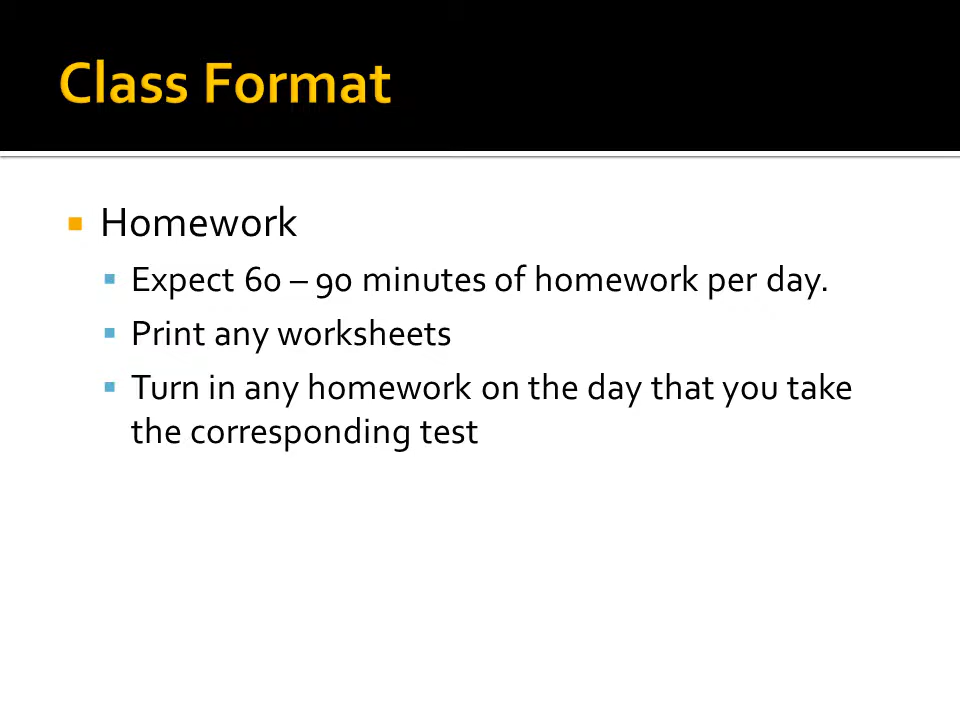 Class Format
Homework
Expect 60 – 90 minutes of homework per day.
Print any worksheets
Turn in any homework on the day that you take
the corresponding test